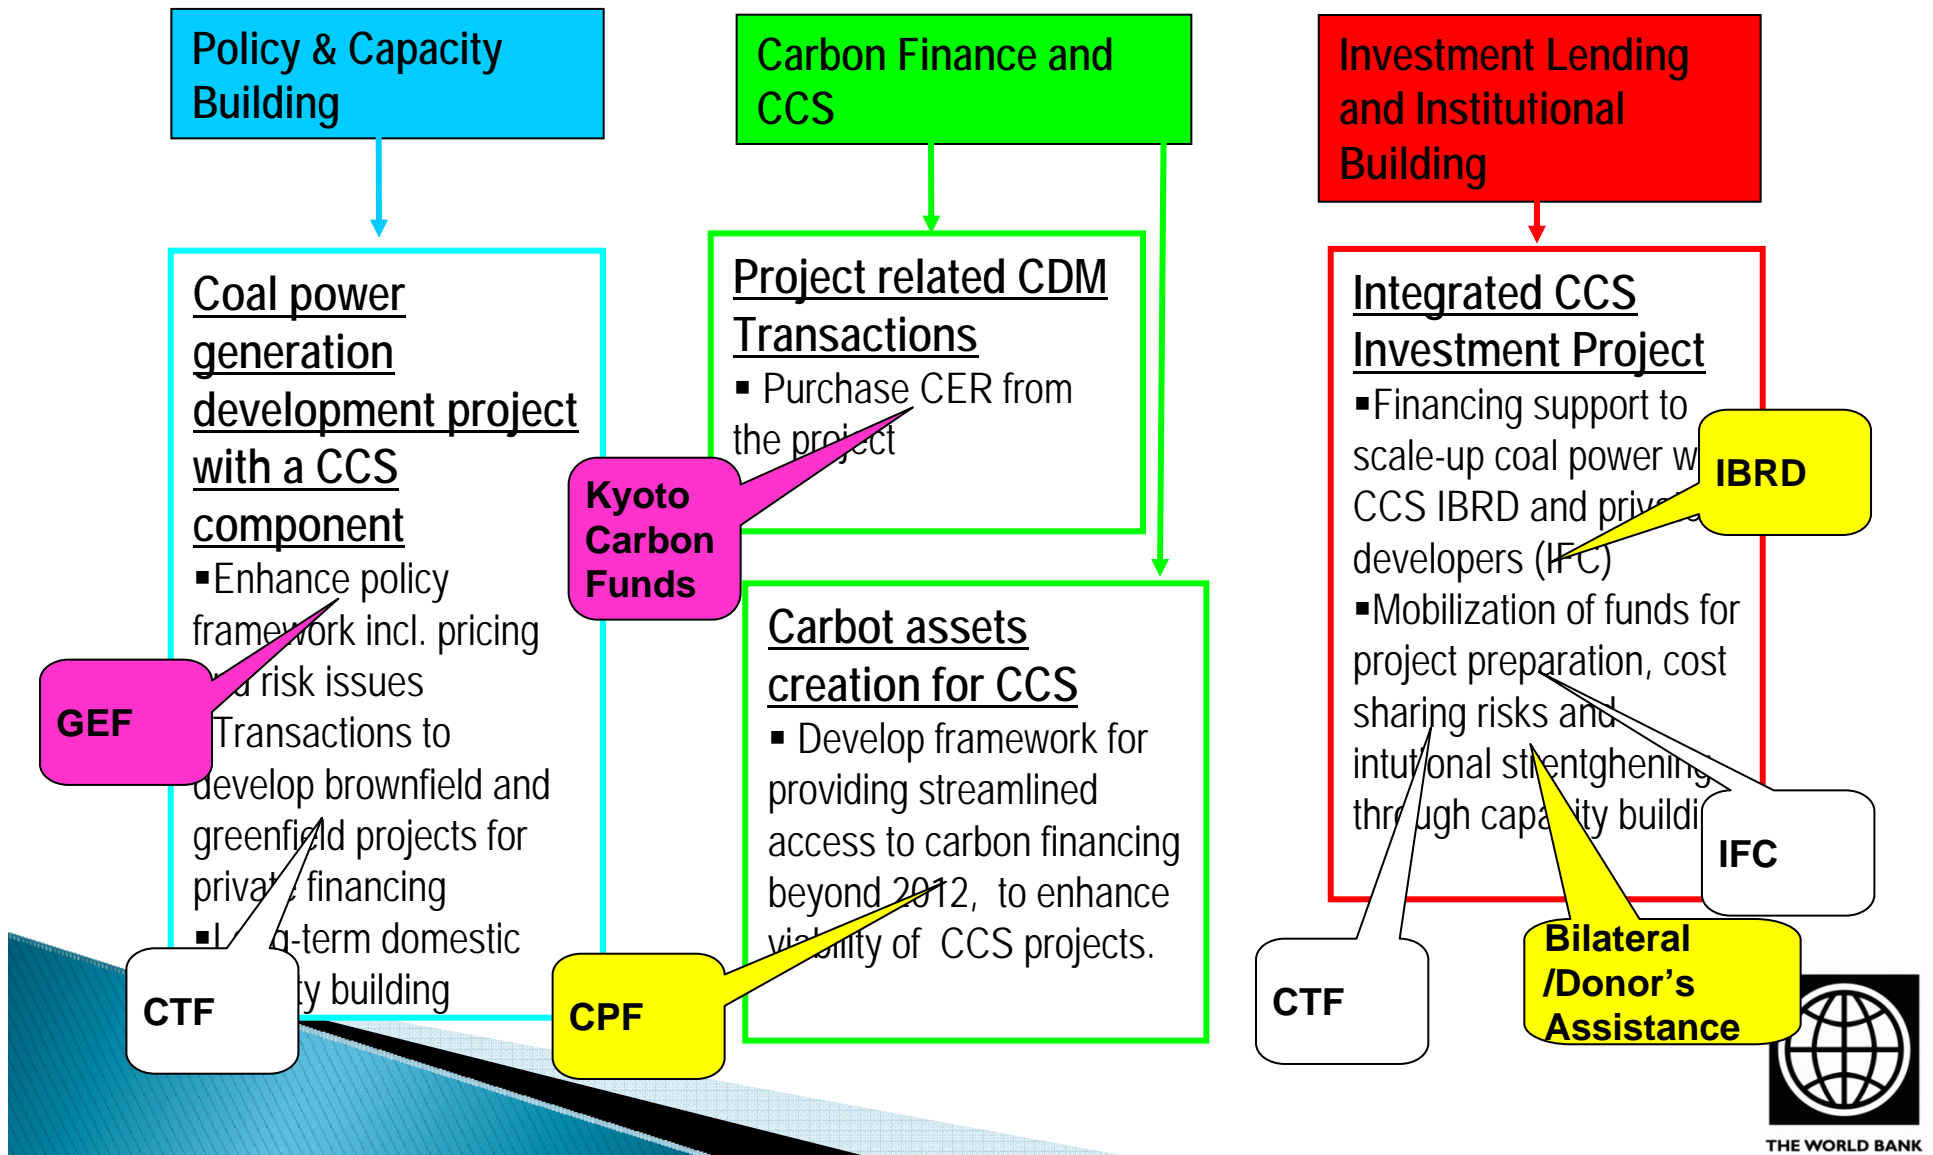 Policy & Capacity
Building
Coal power
generation
development project
with a CCS
component
▪Enhance policy
framework incl. pricing
risk issues
Transactions to
develop brownfield and
greenfield projects for
private financing
▪Long-term domestic
building
GEF
CTF
Carbon Finance and
CCS
Project related CDM
Transactions
▪ Purchase CER from
the project
Kyoto
Carbon
Funds
Carbot assets
creation for CCS
▪ Develop framework for
providing streamlined
access to carbon financing
beyond 2012, to enhance
viability of CCS projects.
CPF
Investment Lending
and Institutional
Building
Integrated CCS
Investment Project
▪Financing support to
scale-up coal power
CCS IBRD and
developers (IFC)
▪Mobilization of funds for
project preparation, cost
sharing risks and
intutional strentghening
through capacity
IBRD
IFC
CTF
Bilateral
/Donor’s
Assistance
THE WORLD BANK